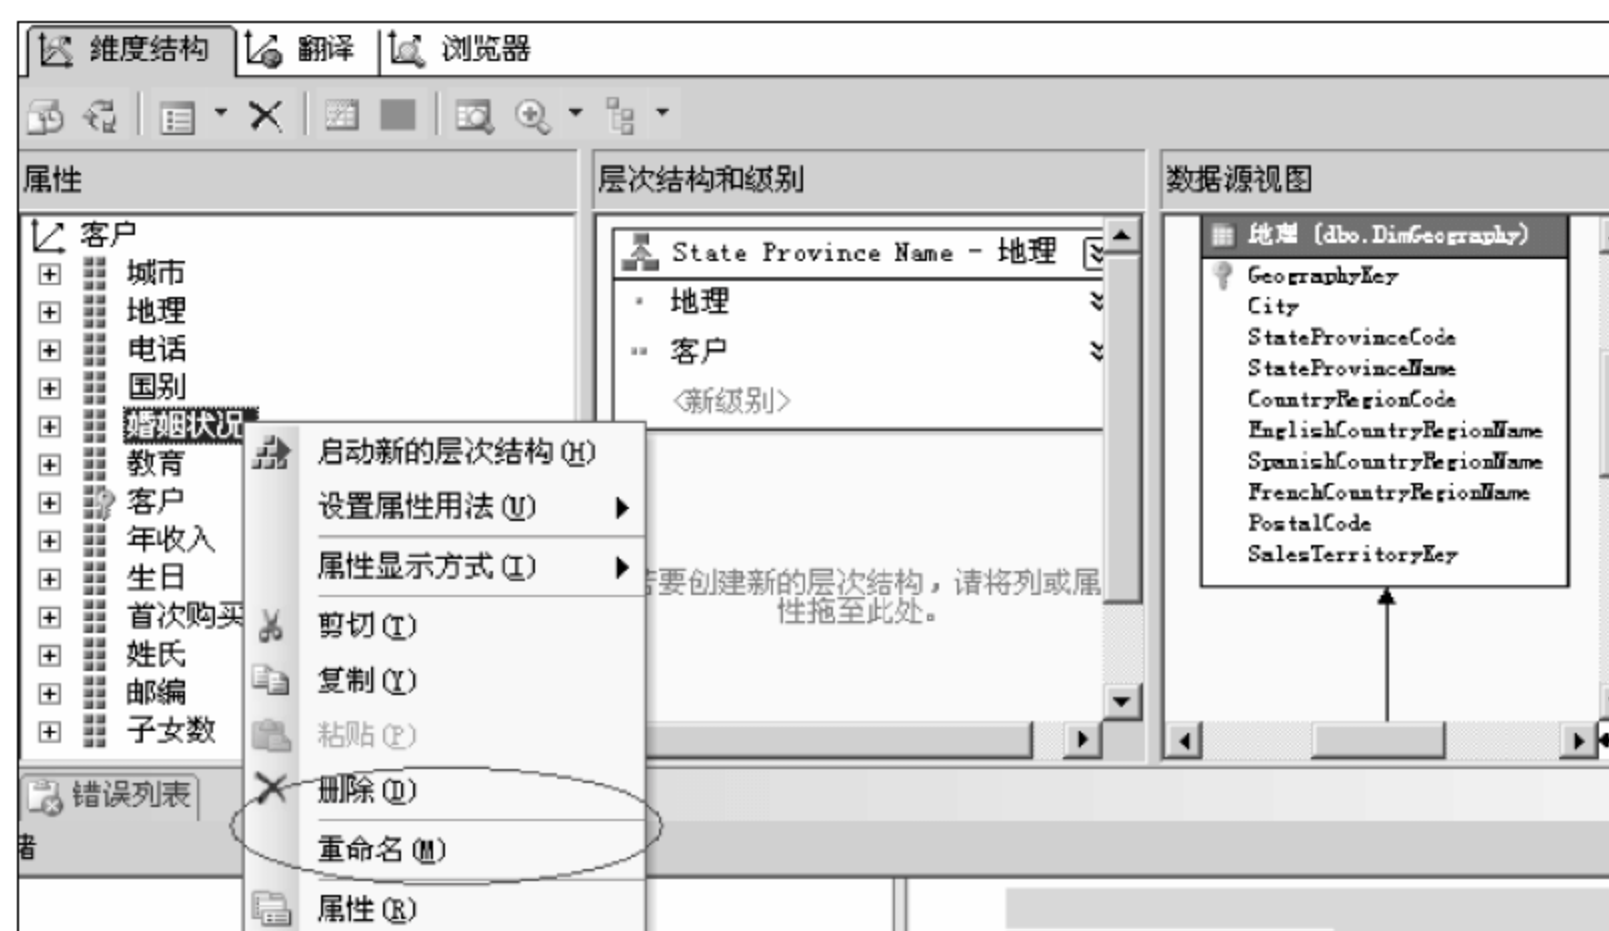 维度结构 翻译 浏览器
属性
客户
城市
地理
电话
国别
婚姻状况
教育
客户
年收入
生日
首次购买
姓氏
邮编
子女数
启动新的层次结构(H)
设置属性用法(U)
属性显示方式(I)
剪切(T)
复制(Y)
粘贴(P)
删除(D)
重命名(M)
属性(R)
层次结构和级别
State Province Name - 地理
地理
客户
<新级别>
要创建新的层次结构，请将列或属
性拖至此处。
数据源视图
地理 (dbo.DimGeography)
GeographyKey
City
StateProvinceCode
StateProvinceName
CountryRegionCode
EnglishCountryRegionName
SpanishCountryRegionName
FrenchCountryRegionName
PostalCode
SalesTerritoryKey
错误列表